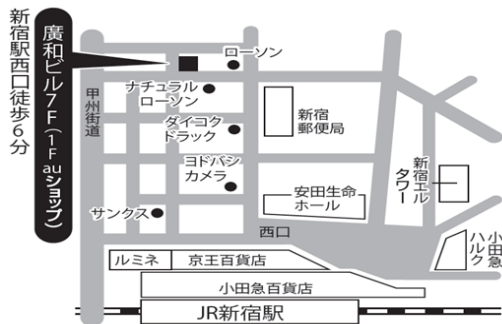 新宿駅西口徒歩6分
廣和ビル7F(1F auショップ)
甲州街道
ローソン
ナチュラル
ローソン
ダイコク
ドラック
ヨドバシ
カメラ
サンクス
新宿
郵便局
安田生命
ホール
新宿エル
タワー
小田急
ハルク
西口
ルミネ
京王百貨店
小田急百貨店
JR新宿駅